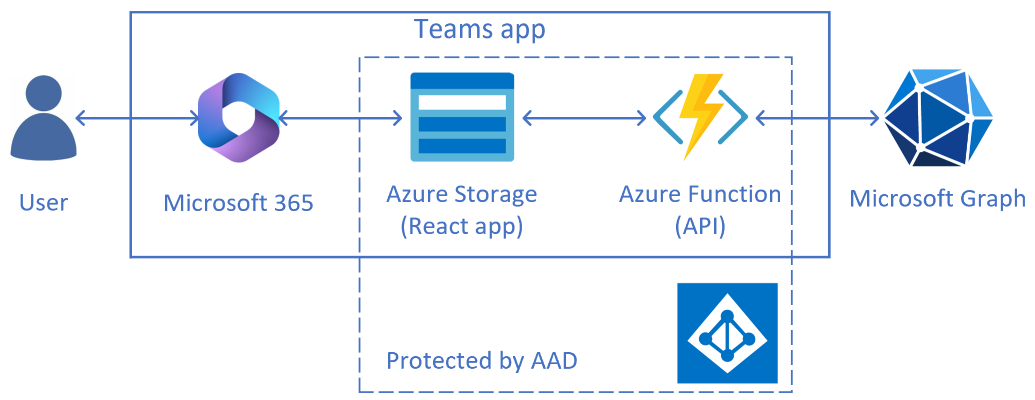 Teams app
User
Microsoft 365
Azure Storage
(React app)
Azure Function
(API)
Microsoft Graph
Protected by AAD